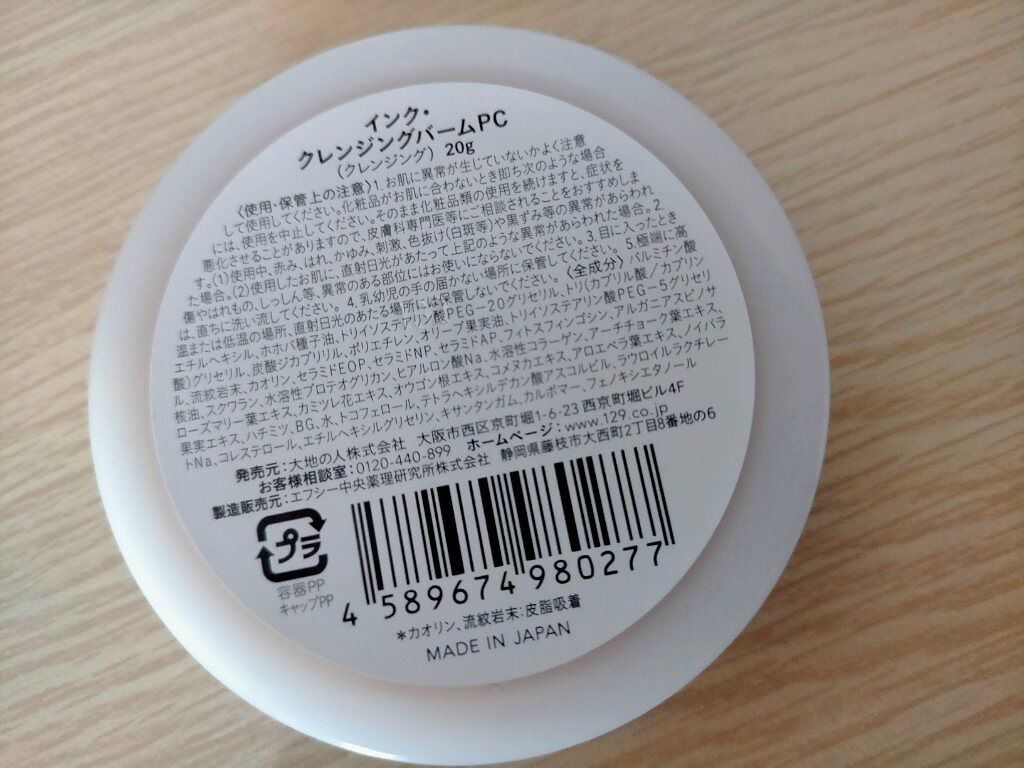 インク・
クレンジングバームPC
（クレンジング） 20g
〈使用・保管上の注意〉1. お肌に異常が生じていないかよく注意
して使用してください。化粧品がお肌に合わないとき即ち次のような場合
には、使用を中止してください。そのまま化粧品類の使用を続けますと、症状を
悪化させることがありますので、皮膚科専門医等にご相談されることをおすすめしま
す。(1)使用中、赤み、はれ、かゆみ、刺激、色抜け(白斑等)や黒ずみ等の異常があらわれ
た場合。(2)使用したお肌に、直射日光があたって上記のような異常があらわれた場合。2.
傷やはれもの、しっしん等、異常のある部位にはお使いにならないでください。3. 目に入ったとき
は、直ちに洗い流してください。4. 乳幼児の手の届かない場所に保管してください。5. 極端に高
温または低温の場所、直射日光のあたる場所には保管しないでください。〈全成分〉パルミチン酸
エチルヘキシル、ホホバ種子油、トリイソステアリン酸PEG-20グリセリル、トリ(カプリル酸／カプリン
酸)グリセリル、炭酸ジカプリリル、ポリエチレン、オリーブ果実油、トリイソステアリン酸PEG-5グリセリ
ル、流紋岩末、カオリン、セラミドEOP、セラミドNP、セラミドAP、フィトスフィンゴシン、アルガニアスピノサ
核油、スクワラン、水溶性プロテオグリカン、ヒアルロン酸Na、水溶性コラーゲン、アーチチョーク葉エキス、
ローズマリー葉エキス、カミツレ花エキス、オウゴン根エキス、コメヌカエキス、アロエベラ葉エキス、ノイバラ
果実エキス、ハチミツ、BG、水、トコフェロール、テトラヘキシルデカン酸アスコルビル、ラウロイルラクチレー
トNa、コレステロール、エチルヘキシルグリセリン、キサンタンガム、カルボマー、フェノキシエタノール
発売元：大地の人株式会社 大阪市西区京町堀1-6-23 西京町堀ビル4F
お客様相談室：0120-440-899 ホームページ：www.129.co.jp
製造販売元：エフシー中央薬理研究所株式会社 静岡県藤枝市大西町2丁目8番地の6
プラ
容器PP
キャップPP
4 589674 980277
＊カオリン、流紋岩末：皮脂吸着
MADE IN JAPAN